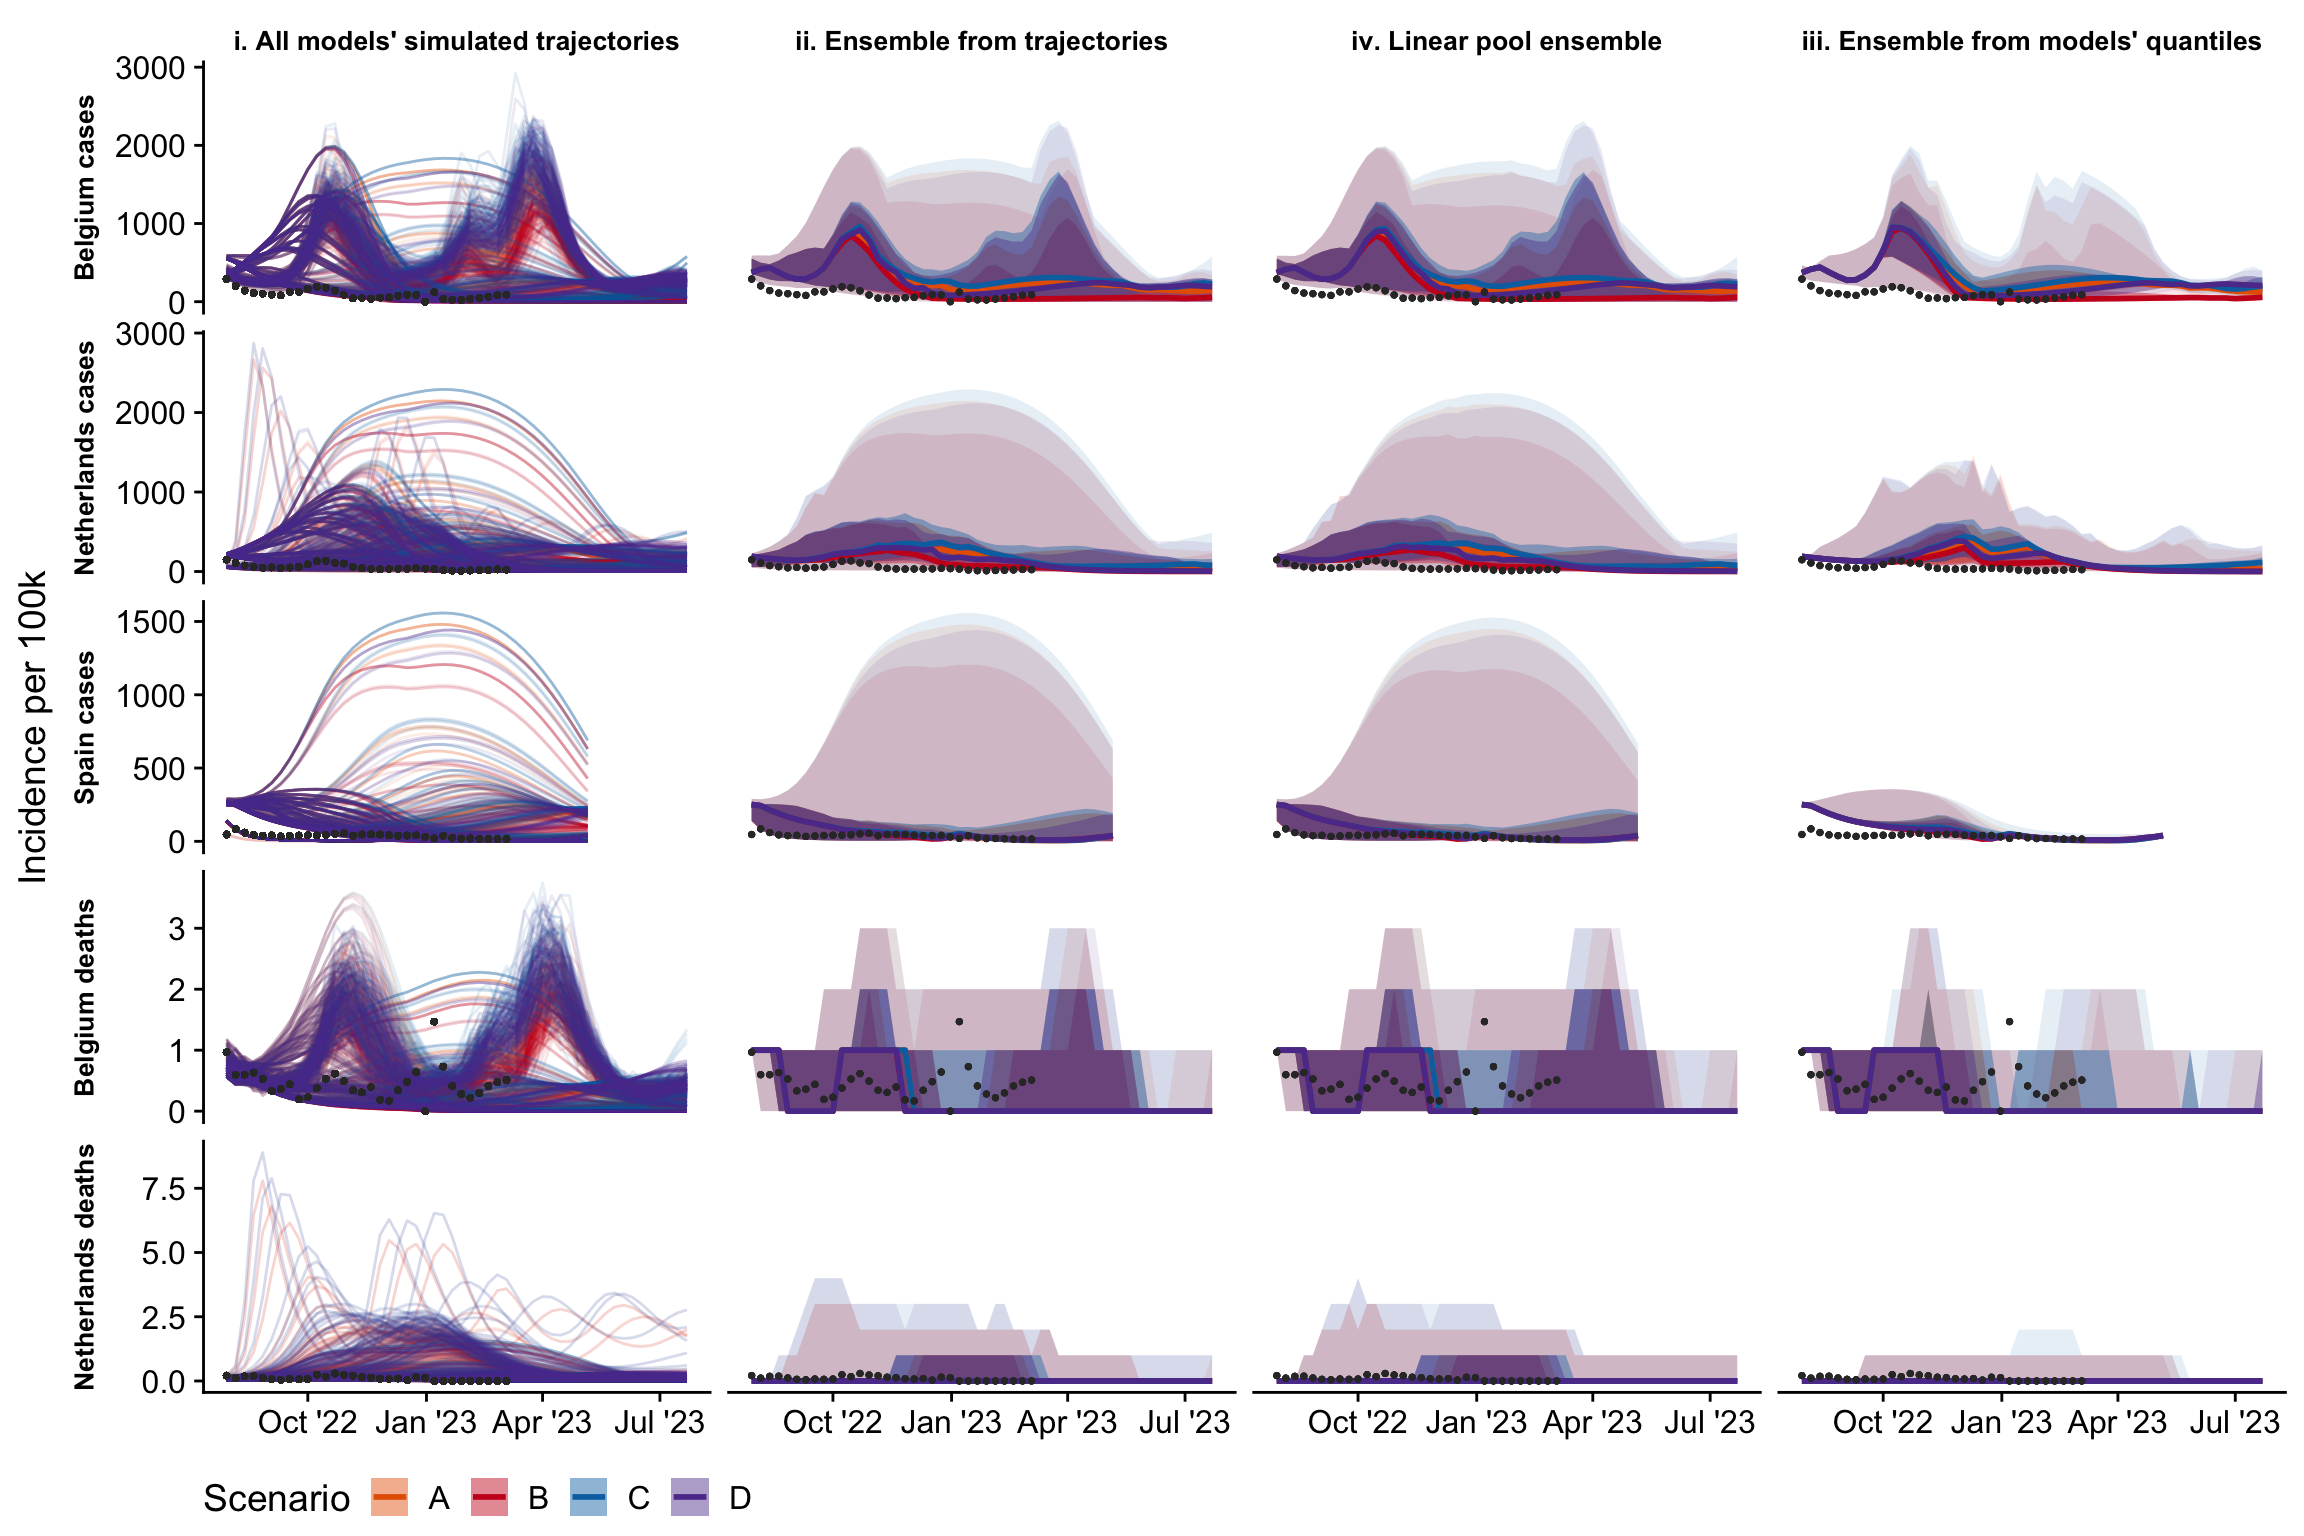 i. All models' simulated trajectories
ii. Ensemble from trajectories
iv. Linear pool ensemble
iii. Ensemble from models' quantiles
Incidence per 100k
Belgium cases
3000
2000
1000
0
Netherlands cases
3000
2000
1000
0
Spain cases
1500
1000
500
0
Belgium deaths
3
2
1
0
Netherlands deaths
7.5
5.0
2.5
0.0
Oct '22 Jan '23 Apr '23 Jul '23
Oct '22 Jan '23 Apr '23 Jul '23
Oct '22 Jan '23 Apr '23 Jul '23
Oct '22 Jan '23 Apr '23 Jul '23
Scenario A B C D